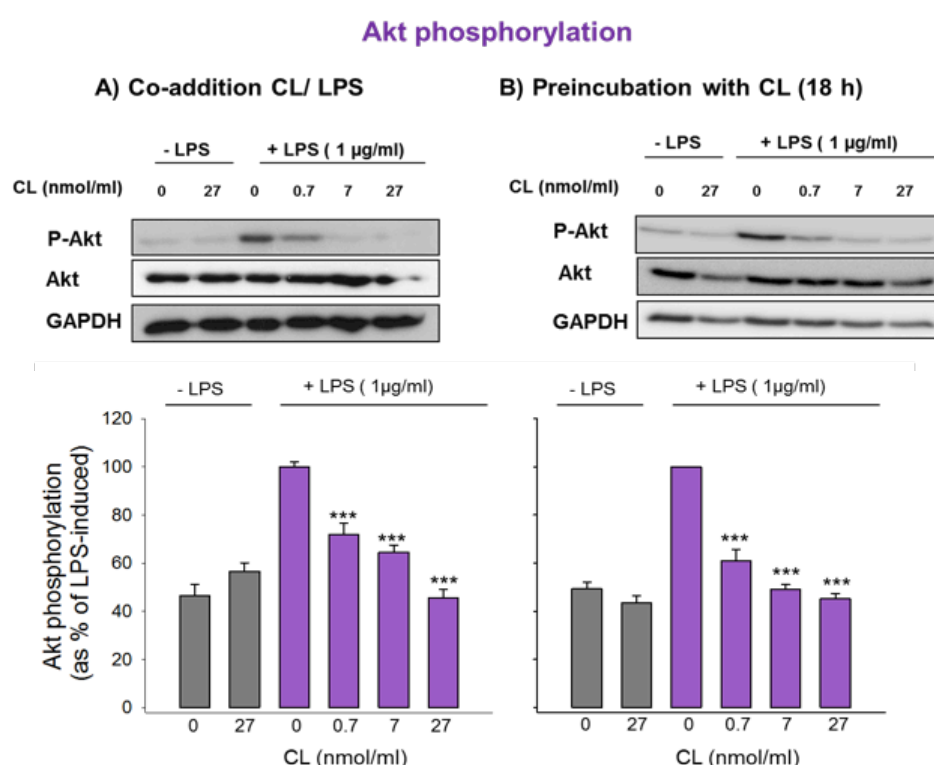 Akt phosphorylation
A) Co-addition CL/ LPS
- LPS
+ LPS ( 1 µg/ml)
CL (nmol/ml) 0 27 0 0.7 7 27
P-Akt
Akt
GAPDH
B) Preincubation with CL (18 h)
- LPS
+ LPS ( 1 µg/ml)
CL (nmol/ml) 0 27 0 0.7 7 27
P-Akt
Akt
GAPDH
- LPS
+ LPS ( 1µg/ml)
Akt phosphorylation
(as % of LPS-induced)
120
100
80
60
40
20
0
***
***
***
0 27 0 0.7 7 27
CL (nmol/ml)
- LPS
+ LPS ( 1µg/ml)
***
***
***
0 27 0 0.7 7 27
CL (nmol/ml)